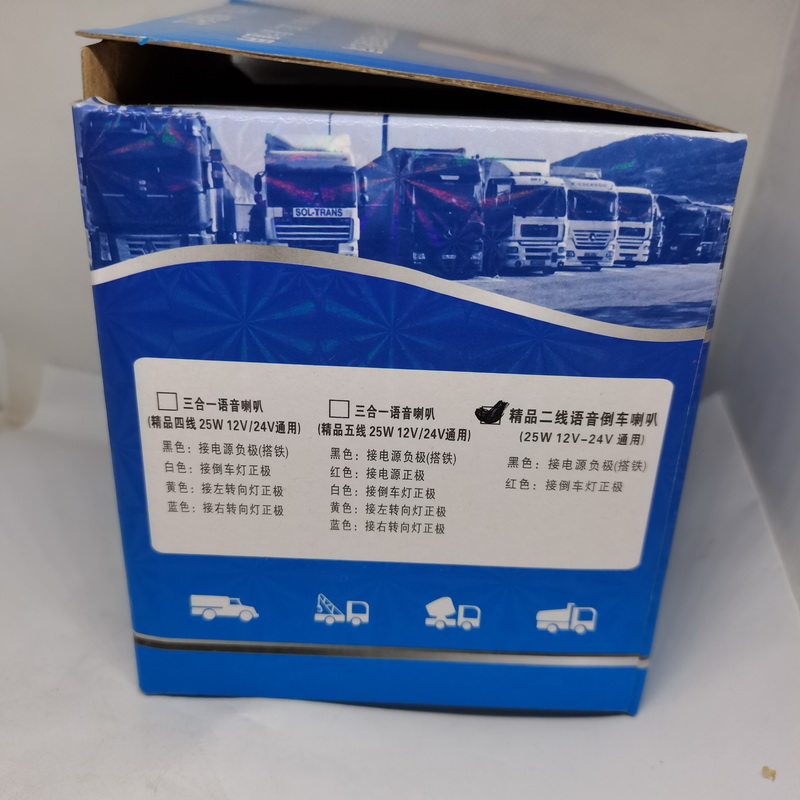 SOL-TRANS
三合一语音喇叭
(精品四线 25W 12V/24V通用)
黑色：接电源负极(搭铁)
白色：接倒车灯正极
黄色：接左转向灯正极
蓝色：接右转向灯正极
三合一语音喇叭
(精品五线 25W 12V/24V通用)
黑色：接电源负极(搭铁)
红色：接电源正极
白色：接倒车灯正极
黄色：接左转向灯正极
蓝色：接右转向灯正极
精品二线语音倒车喇叭
(25W 12V-24V 通用)
黑色：接电源负极(搭铁)
红色：接倒车灯正极